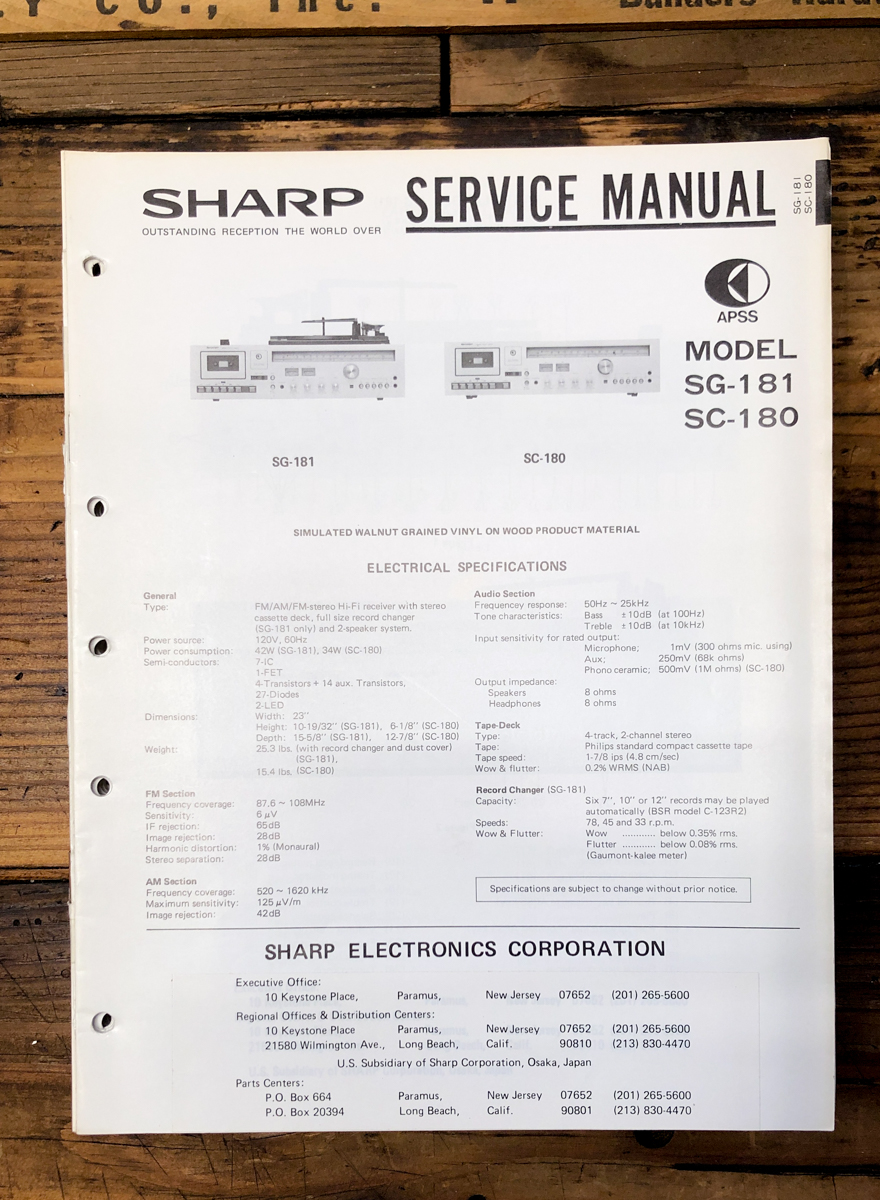 Y CO., Inc.
SHARP SERVICE MANUAL
OUTSTANDING RECEPTION THE WORLD OVER
SG-181
SC-180
APSS
MODEL
SG-181
SC-180
SG-181
SC-180
SIMULATED WALNUT GRAINED VINYL ON WOOD PRODUCT MATERIAL
ELECTRICAL SPECIFICATIONS
General
Type: FM/AM/FM-stereo Hi-Fi receiver with stereo
cassette deck, full size record changer
(SG-181 only) and 2-speaker system.
Power source: 120V, 60Hz
Power consumption: 42W (SG-181), 34W (SC-180)
Semi-conductors: 7-IC
1-FET
4-Transistors + 14 aux. Transistors,
27-Diodes
2-LED
Dimensions: Width: 23"
Height: 10-19/32" (SG-181), 6-1/8" (SC-180)
Depth: 15-5/8" (SG-181), 12-7/8" (SC-180)
Weight: 25.3 lbs. (with record changer and dust cover)
(SG-181),
15.4 lbs. (SC-180)
FM Section
Frequency coverage: 87.6 ~ 108MHz
Sensitivity: 6 μV
IF rejection: 65dB
Image rejection: 28dB
Harmonic distortion: 1% (Monaural)
Stereo separation: 28dB
AM Section
Frequency coverage: 520 ~ 1620 kHz
Maximum sensitivity: 125 μV/m
Image rejection: 42dB
Audio Section
Frequencey response: 50Hz ~ 25kHz
Tone characteristics: Bass ±10dB (at 100Hz)
Treble ±10dB (at 10kHz)
Input sensitivity for rated output:
Microphone; 1mV (300 ohms mic. using)
Aux; 250mV (68k ohms)
Phono ceramic; 500mV (1M ohms) (SC-180)
Output impedance:
Speakers 8 ohms
Headphones 8 ohms
Tape-Deck
Type: 4-track, 2-channel stereo
Tape: Philips standard compact cassette tape
Tape speed: 1-7/8 ips (4.8 cm/sec)
Wow & flutter: 0.2% WRMS (NAB)
Record Changer (SG-181)
Capacity: Six 7", 10" or 12" records may be played
automatically (BSR model C-123R2)
Speeds: 78, 45 and 33 r.p.m.
Wow & Flutter: Wow ............ below 0.35% rms.
Flutter ............ below 0.08% rms.
(Gaumont-kalee meter)
Specifications are subject to change without prior notice.
SHARP ELECTRONICS CORPORATION
Executive Office:
10 Keystone Place, Paramus, New Jersey 07652 (201) 265-5600
Regional Offices & Distribution Centers:
10 Keystone Place Paramus, New Jersey 07652 (201) 265-5600
21580 Wilmington Ave., Long Beach, Calif. 90810 (213) 830-4470
U.S. Subsidiary of Sharp Corporation, Osaka, Japan
Parts Centers:
P.O. Box 664 Paramus, New Jersey 07652 (201) 265-5600
P.O. Box 20394 Long Beach, Calif. 90801 (213) 830-4470